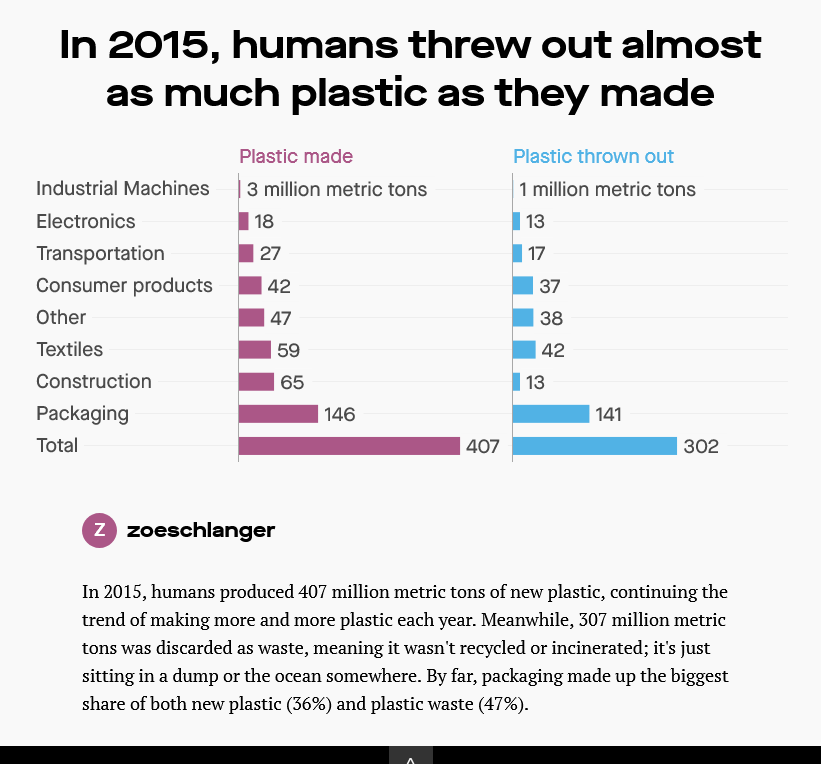 In 2015, humans threw out almost
as much plastic as they made
Plastic made Plastic thrown out
Industrial Machines 3 million metric tons 1 million metric tons
Electronics 18 13
Transportation 27 17
Consumer products 42 37
Other 47 38
Textiles 59 42
Construction 65 13
Packaging 146 141
Total 407 302
Z zoeschlanger
In 2015, humans produced 407 million metric tons of new plastic, continuing the
trend of making more and more plastic each year. Meanwhile, 307 million metric
tons was discarded as waste, meaning it wasn't recycled or incinerated; it's just
sitting in a dump or the ocean somewhere. By far, packaging made up the biggest
share of both new plastic (36%) and plastic waste (47%).